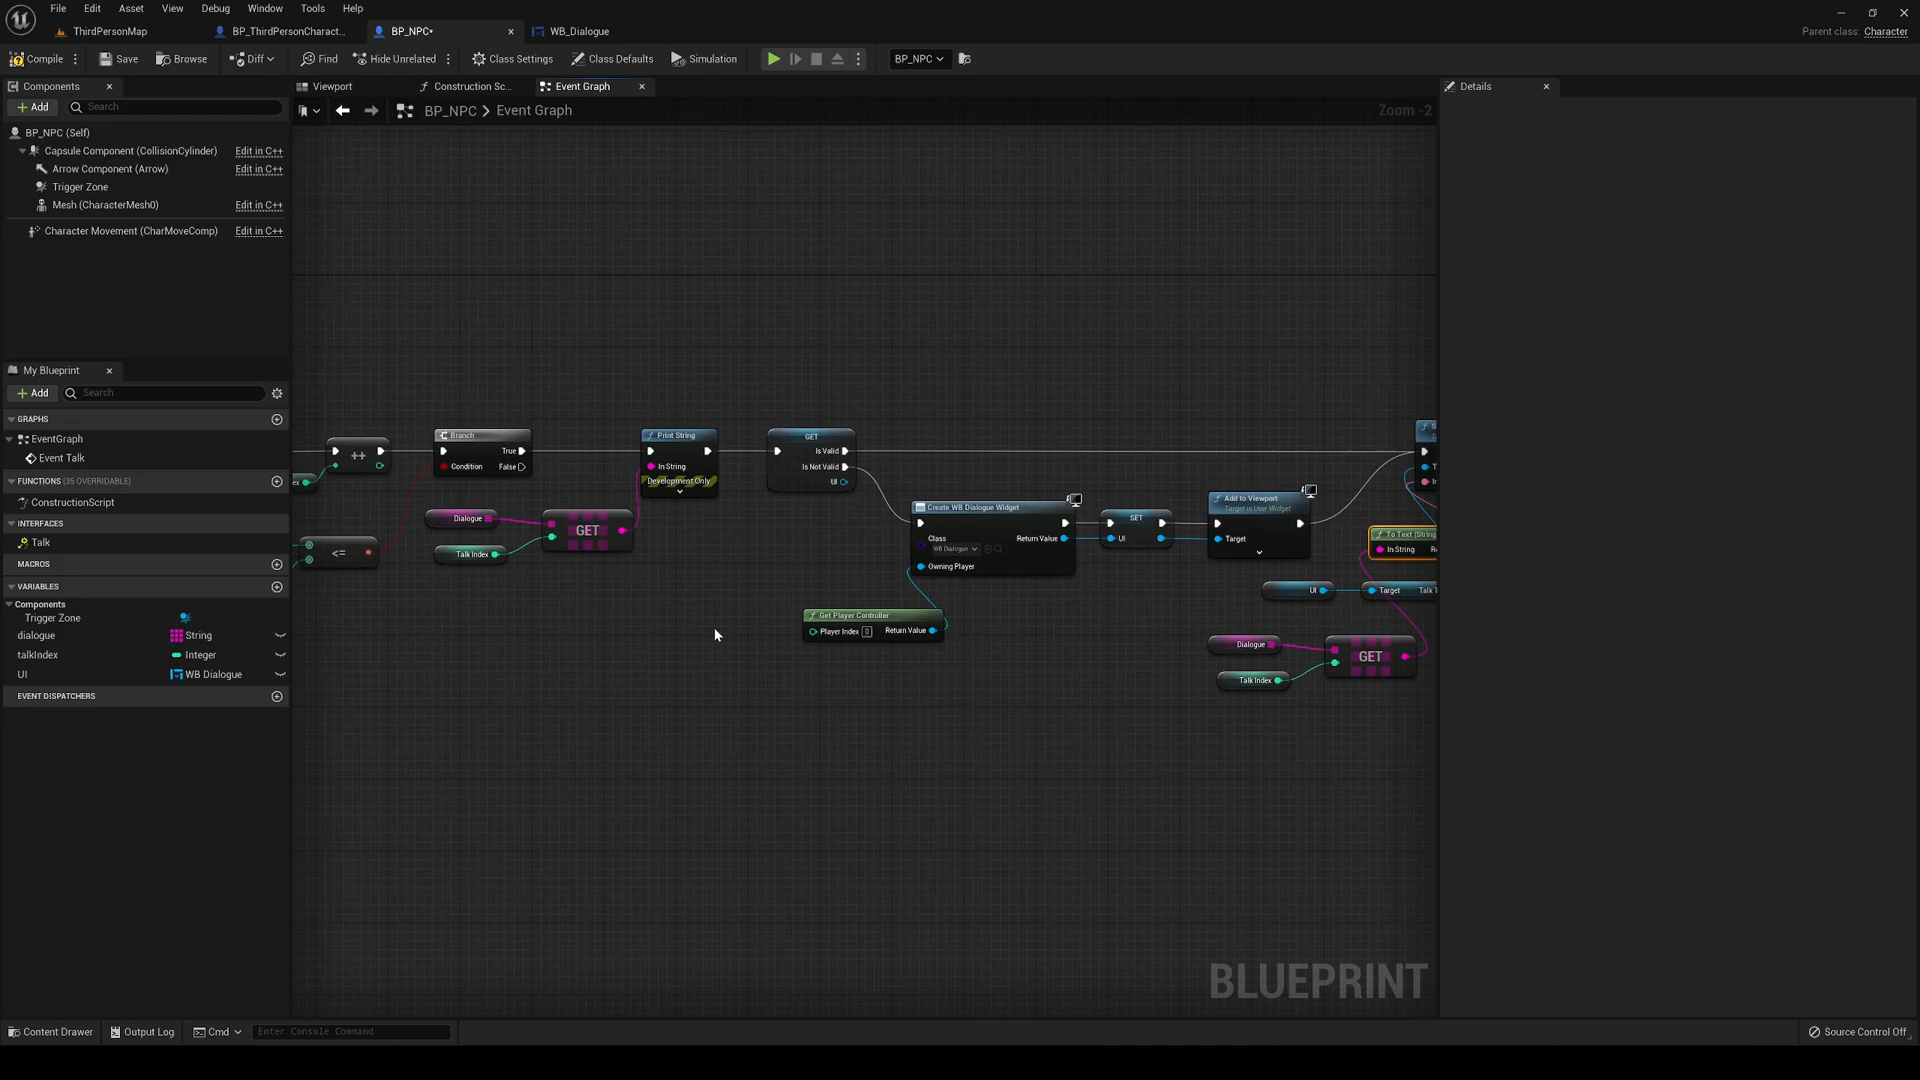 File Edit Asset View Debug Window Tools Help
ThirdPersonMap BP_ThirdPersonCharact... BP_NPC• WB_Dialogue
Parent class: Character
Compile Save Browse Diff Find Hide Unrelated Class Settings Class Defaults Simulation BP_NPC
Components
Viewport Construction Sc... Event Graph
Details
Add Search
BP_NPC > Event Graph
Zoom -2
BP_NPC (Self)
Capsule Component (CollisionCylinder) Edit in C++
Arrow Component (Arrow) Edit in C++
Trigger Zone
Mesh (CharacterMesh0) Edit in C++
Character Movement (CharMoveComp) Edit in C++
My Blueprint
Add Search
GRAPHS
EventGraph
Event Talk
FUNCTIONS (35 OVERRIDABLE)
ConstructionScript
INTERFACES
Talk
MACROS
VARIABLES
Components
Trigger Zone
dialogue String
talkIndex Integer
UI WB Dialogue
EVENT DISPATCHERS
++
<=
Branch
True
Condition False
Dialogue
Talk Index
GET
Print String
In String
Development Only
GET
Is Valid
Is Not Valid
UI
Create WB Dialogue Widget
Class
WB Dialogue
Return Value
Owning Player
Get Player Controller
Player Index 0 Return Value
SET
UI
Add to Viewport
Target is User Widget
Target
To Text (String
In String
UI
Target
Dialogue
Talk Index
GET
BLUEPRINT
Content Drawer Output Log Cmd Enter Console Command
Source Control Off